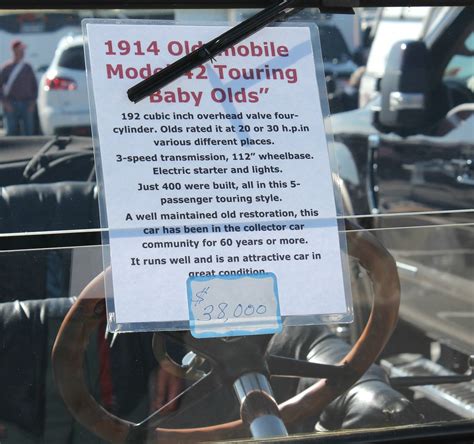 1914 Oldsmobile
Model 42 Touring
"Baby Olds"
192 cubic inch overhead valve four-
cylinder. Olds rated it at 20 or 30 h.p.in
various different places.
3-speed transmission, 112" wheelbase.
Electric starter and lights.
Just 400 were built, all in this 5-
passenger touring style.
A well maintained old restoration, this
car has been in the collector car
community for 60 years or more.
It runs well and is an attractive car in
great condition.
$
28,000